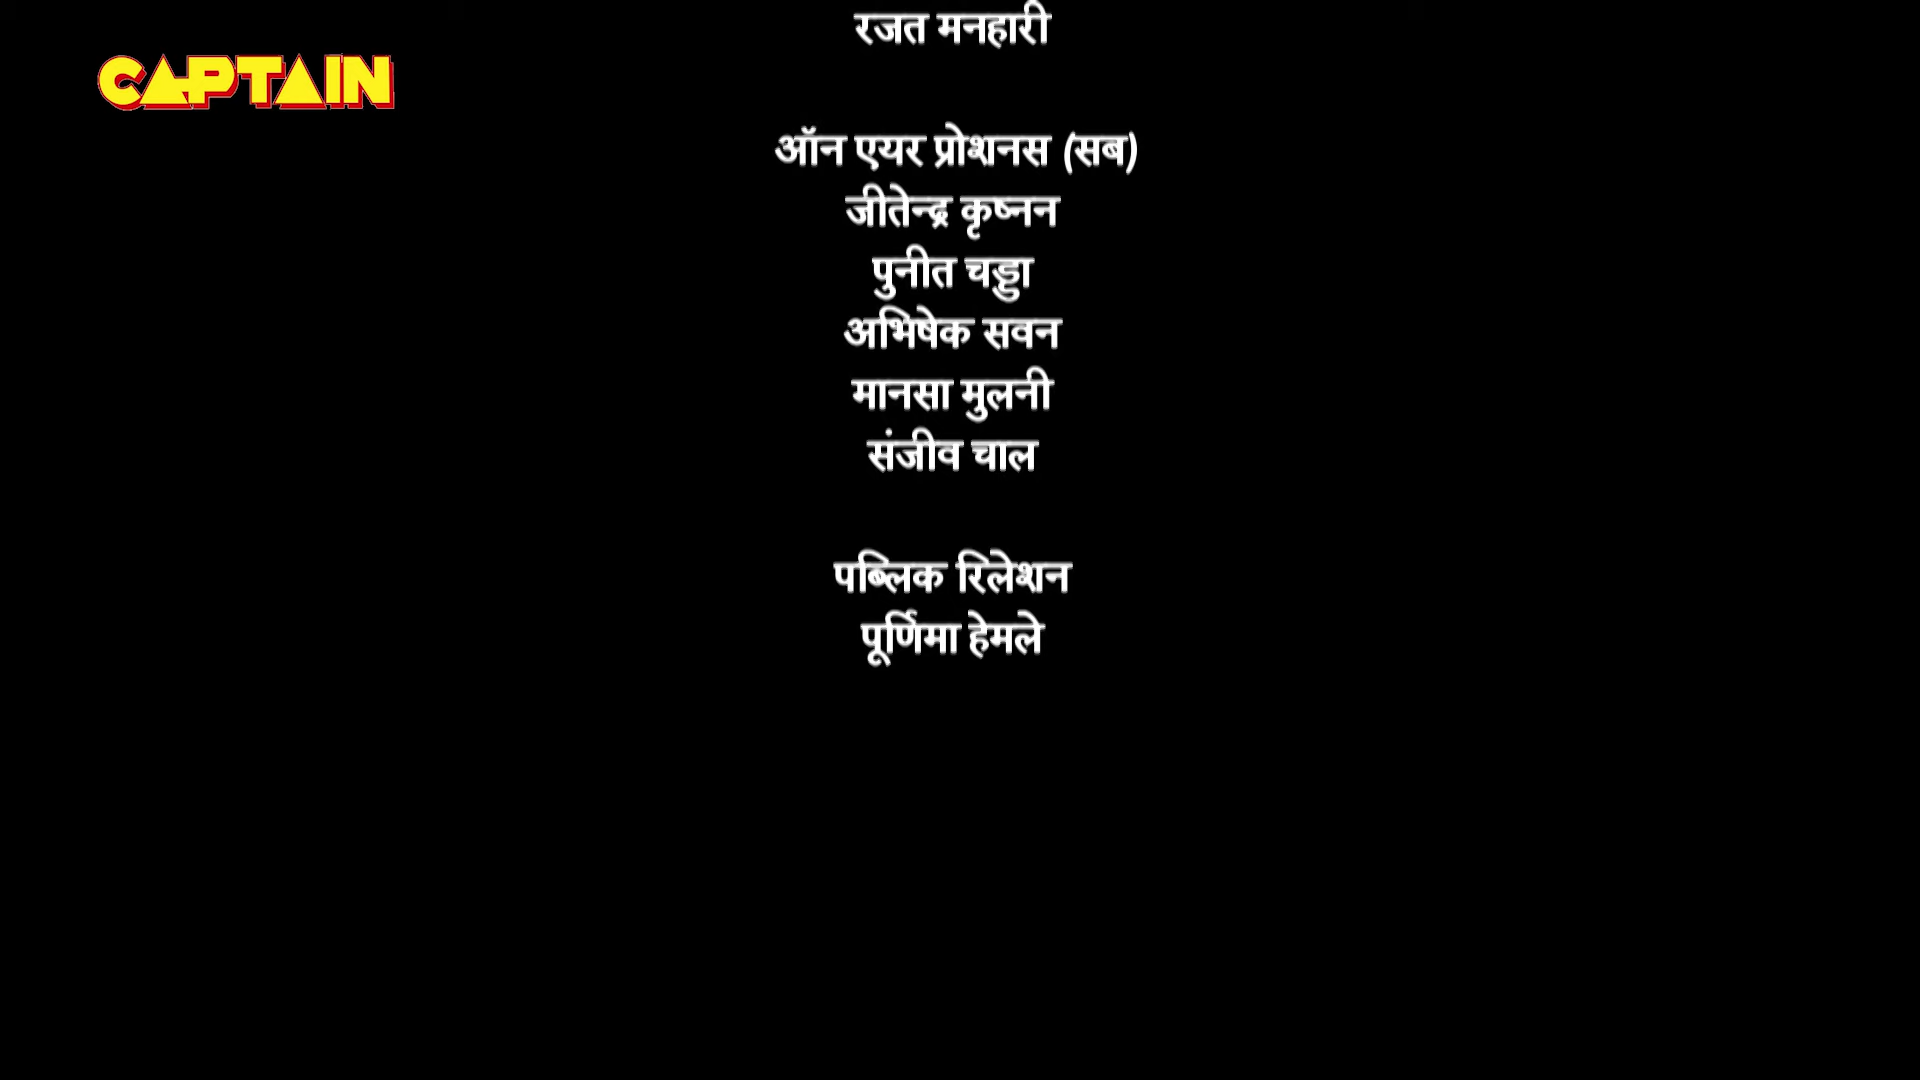 रजत मनहारी
CAPTAIN
ऑन एयर प्रोशनस (सब)
जीतेन्द्र कृष्नन
पुनीत चड्डा
अभिषेक सवन
मानसा मुलनी
संजीव चाल
पब्लिक रिलेशन
पूर्णिमा हेमले